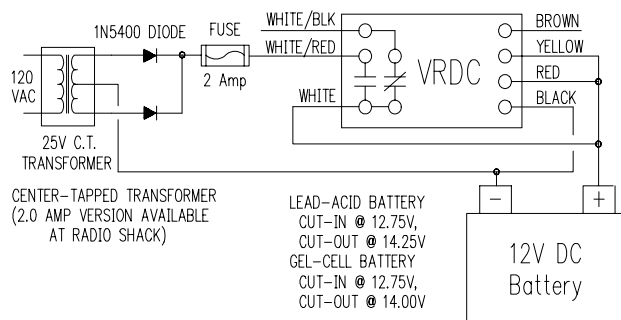 1N5400 DIODE
FUSE
2 Amp
120
VAC
25V C.T.
TRANSFORMER
CENTER-TAPPED TRANSFORMER
(2.0 AMP VERSION AVAILABLE
AT RADIO SHACK)
WHITE/BLK
WHITE/RED
WHITE
VRDC
BROWN
YELLOW
RED
BLACK
LEAD-ACID BATTERY
CUT-IN @ 12.75V,
CUT-OUT @ 14.25V
GEL-CELL BATTERY
CUT-IN @ 12.75V,
CUT-OUT @ 14.00V
- +
12V DC
Battery